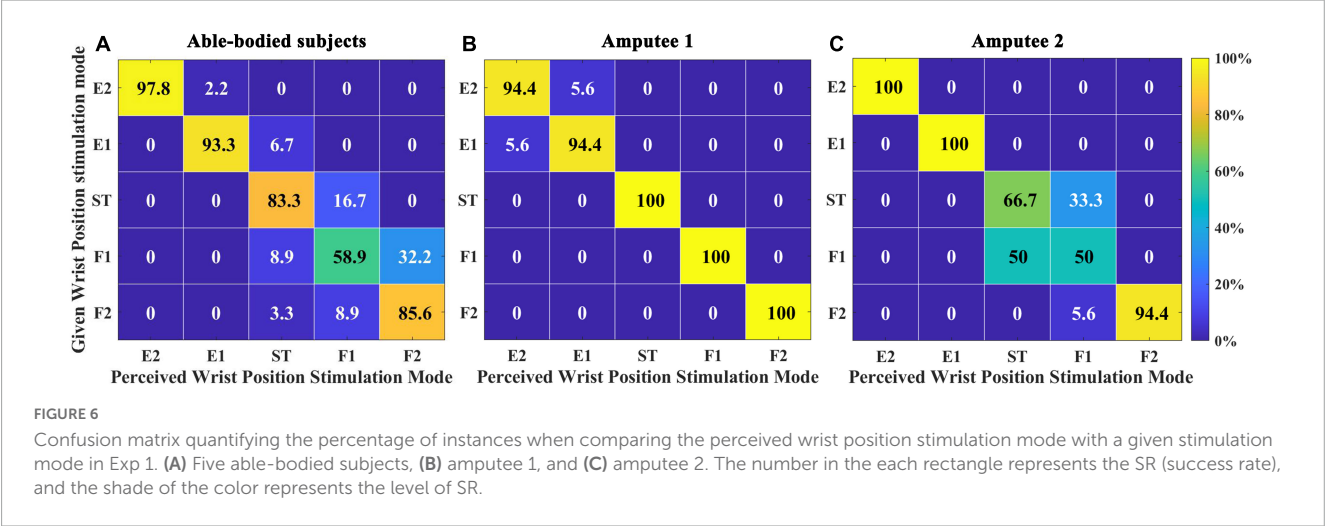 A Able-bodied subjects B Amputee 1 C Amputee 2
Given Wrist Position stimulation mode
E2 97.8 2.2 0 0 0 E2 94.4 5.6 0 0 0 E2 100 0 0 0 0 100%
E1 0 93.3 6.7 0 0 E1 5.6 94.4 0 0 0 E1 0 100 0 0 0 80%
ST 0 0 83.3 16.7 0 ST 0 0 100 0 0 ST 0 0 66.7 33.3 0 60%
40%
F1 0 0 8.9 58.9 32.2 F1 0 0 0 100 0 F1 0 0 50 50 0 20%
F2 0 0 3.3 8.9 85.6 F2 0 0 0 0 100 F2 0 0 0 5.6 94.4 0%
E2 E1 ST F1 F2 E2 E1 ST F1 F2 E2 E1 ST F1 F2
Perceived Wrist Position Stimulation Mode Perceived Wrist Position Stimulation Mode Perceived Wrist Position Stimulation Mode
FIGURE 6
Confusion matrix quantifying the percentage of instances when comparing the perceived wrist position stimulation mode with a given stimulation
mode in Exp 1. (A) Five able-bodied subjects, (B) amputee 1, and (C) amputee 2. The number in the each rectangle represents the SR (success rate),
and the shade of the color represents the level of SR.